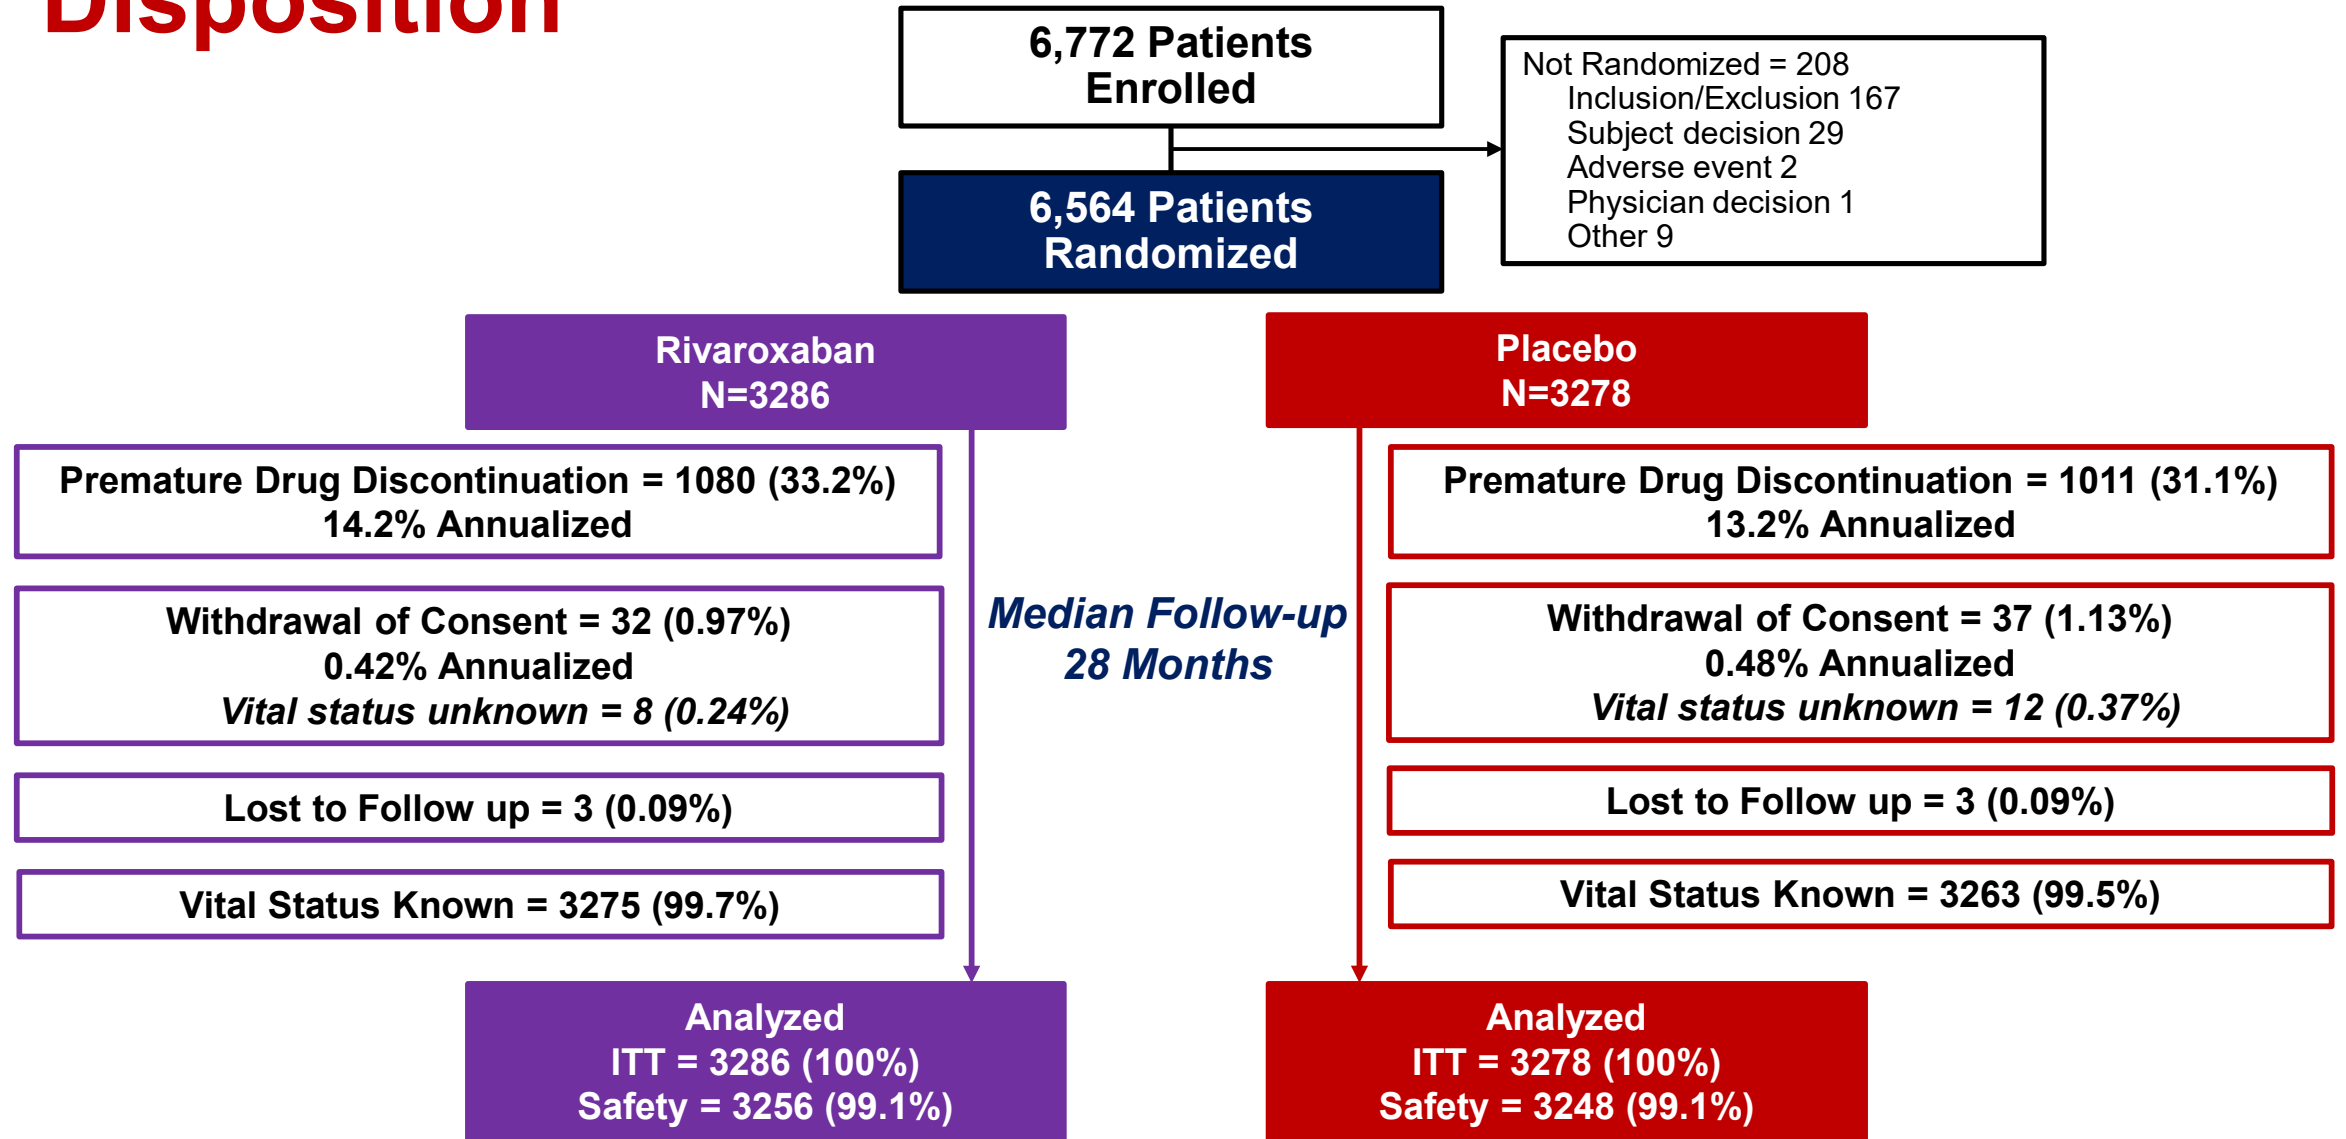 Disposition
6,772 Patients
Enrolled
Not Randomized = 208
Inclusion/Exclusion 167
Subject decision 29
Adverse event 2
Physician decision 1
Other 9
6,564 Patients
Randomized
Rivaroxaban
N=3286
Placebo
N=3278
Premature Drug Discontinuation = 1080 (33.2%)
14.2% Annualized
Premature Drug Discontinuation = 1011 (31.1%)
13.2% Annualized
Withdrawal of Consent = 32 (0.97%)
0.42% Annualized
Vital status unknown = 8 (0.24%)
Median Follow-up
28 Months
Withdrawal of Consent = 37 (1.13%)
0.48% Annualized
Vital status unknown = 12 (0.37%)
Lost to Follow up = 3 (0.09%)
Lost to Follow up = 3 (0.09%)
Vital Status Known = 3275 (99.7%)
Vital Status Known = 3263 (99.5%)
Analyzed
ITT = 3286 (100%)
Safety = 3256 (99.1%)
Analyzed
ITT = 3278 (100%)
Safety = 3248 (99.1%)